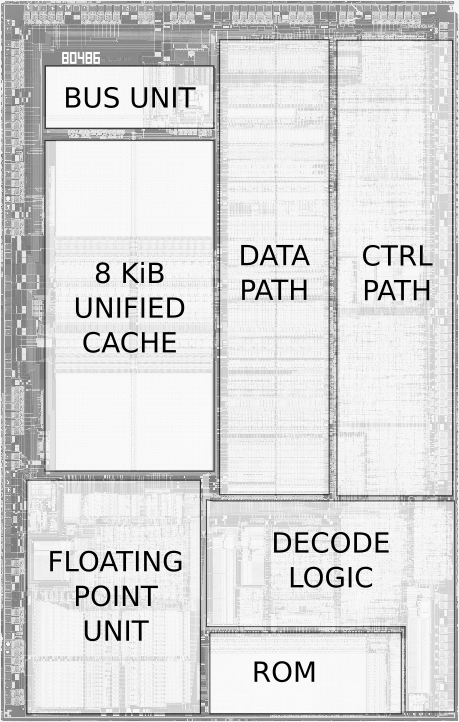 80486
BUS UNIT
8 KiB
UNIFIED
CACHE
DATA
PATH
CTRL
PATH
FLOATING
POINT
UNIT
DECODE
LOGIC
ROM